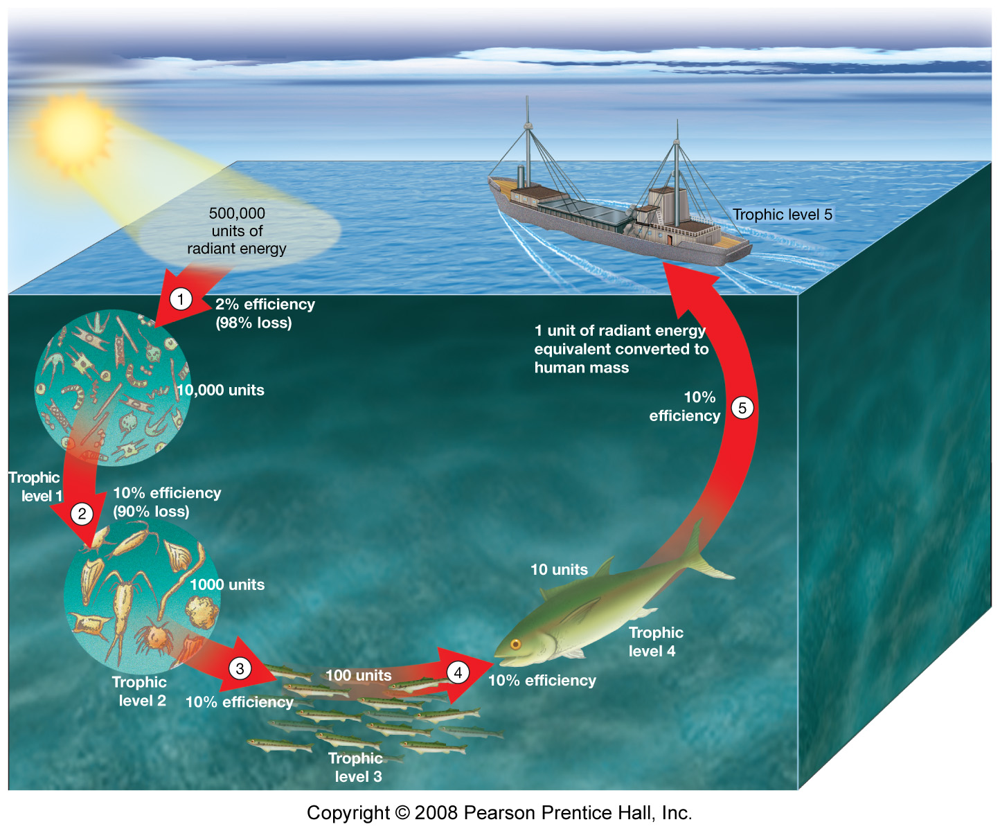 500,000
units of
radiant energy
Trophic level 5
1
2% efficiency
(98% loss)
10,000 units
Trophic
level 1
2
10% efficiency
(90% loss)
1000 units
Trophic
level 2
3
10% efficiency
100 units
Trophic
level 3
4
10% efficiency
10 units
Trophic
level 4
5
10%
efficiency
1 unit of radiant energy
equivalent converted to
human mass
Copyright © 2008 Pearson Prentice Hall, Inc.